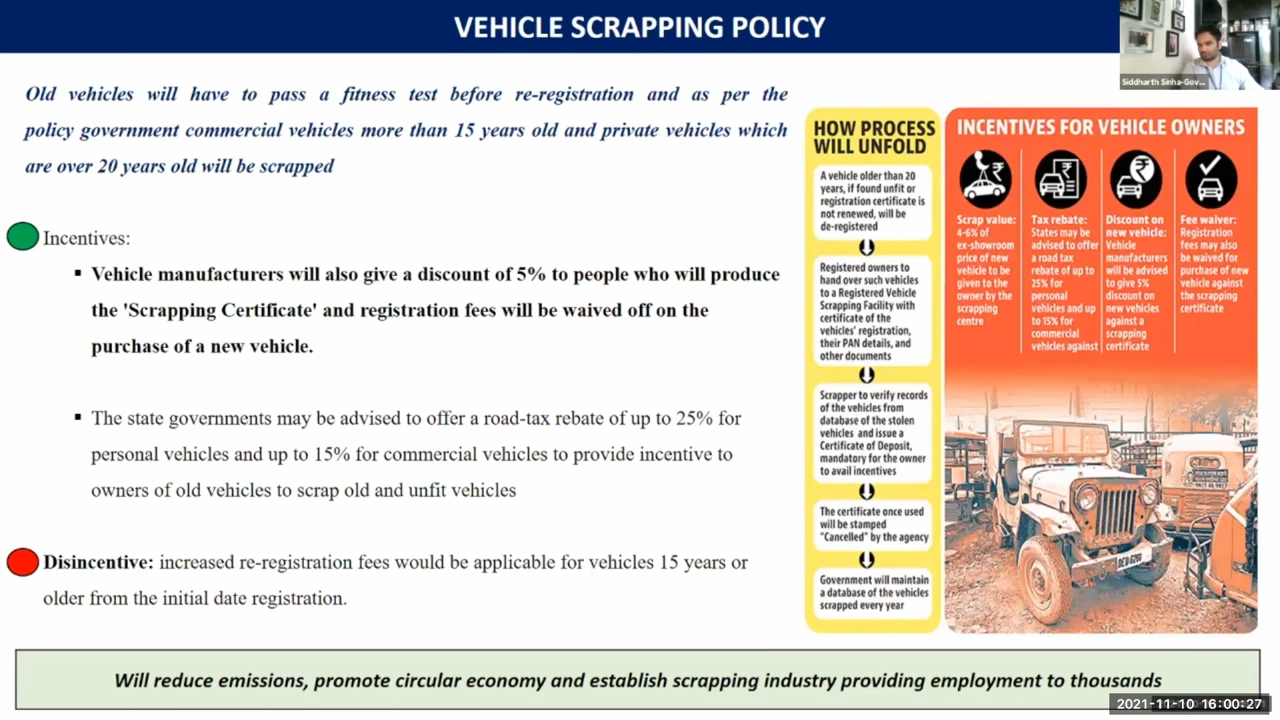 VEHICLE SCRAPPING POLICY
Siddharth Sinha-Gov...
Old vehicles will have to pass a fitness test before re-registration and as per the
policy government commercial vehicles more than 15 years old and private vehicles which
are over 20 years old will be scrapped
Incentives:
▪ Vehicle manufacturers will also give a discount of 5% to people who will produce
the 'Scrapping Certificate' and registration fees will be waived off on the
purchase of a new vehicle.
▪ The state governments may be advised to offer a road-tax rebate of up to 25% for
personal vehicles and up to 15% for commercial vehicles to provide incentive to
owners of old vehicles to scrap old and unfit vehicles
Disincentive: increased re-registration fees would be applicable for vehicles 15 years or
older from the initial date registration.
HOW PROCESS
WILL UNFOLD
A vehicle older than 20
years, if found unfit or
registration certificate is
not renewed, will be
de-registered
Registered owners to
hand over such vehicles
to a Registered Vehicle
Scrapping Facility with
certificate of the
vehicles' registration,
their PAN details, and
other documents
Scrapper to verify records
of the vehicles from
database of the stolen
vehicles and issue a
Certificate of Deposit,
mandatory for the owner
to avail incentives
The certificate once used
will be stamped
"Cancelled" by the agency
Government will maintain
a database of the vehicles
scrapped every year
INCENTIVES FOR VEHICLE OWNERS
Scrap value:
4-6% of
ex-showroom
price of new
vehicle to be
given to the
owner by the
scrapping
centre
Tax rebate:
States may be
advised to offer
a road tax
rebate of up to
25% for
personal
vehicles and up
to 15% for
commercial
vehicles against
Discount on
new vehicle:
Vehicle
manufacturers
will be advised
to give 5%
discount on
new vehicles
against a
scrapping
certificate
Fee waiver:
Registration
fees may also
be waived for
purchase of new
vehicle against
the scrapping
certificate
Will reduce emissions, promote circular economy and establish scrapping industry providing employment to thousands
2021-11-10 16:00:27